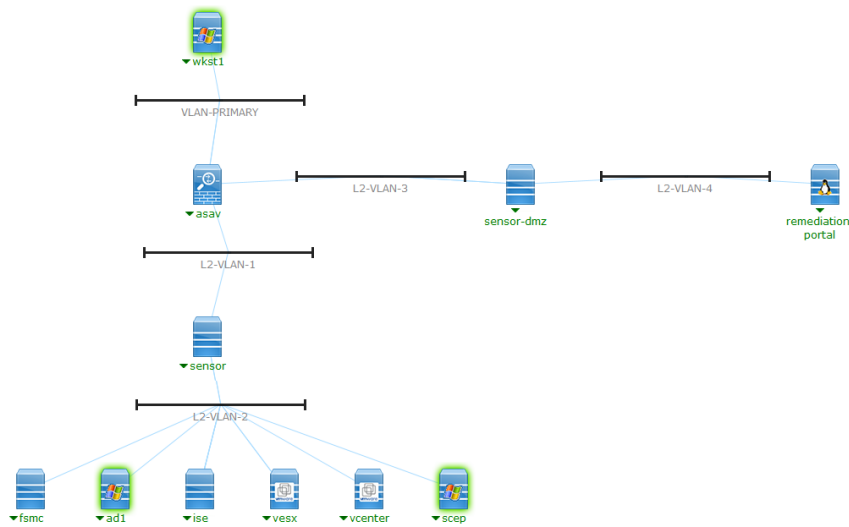 wkst1
VLAN-PRIMARY
asav
L2-VLAN-3
sensor-dmz
L2-VLAN-4
remediation
portal
L2-VLAN-1
sensor
L2-VLAN-2
fsmc
ad1
ise
vesx
vcenter
scep